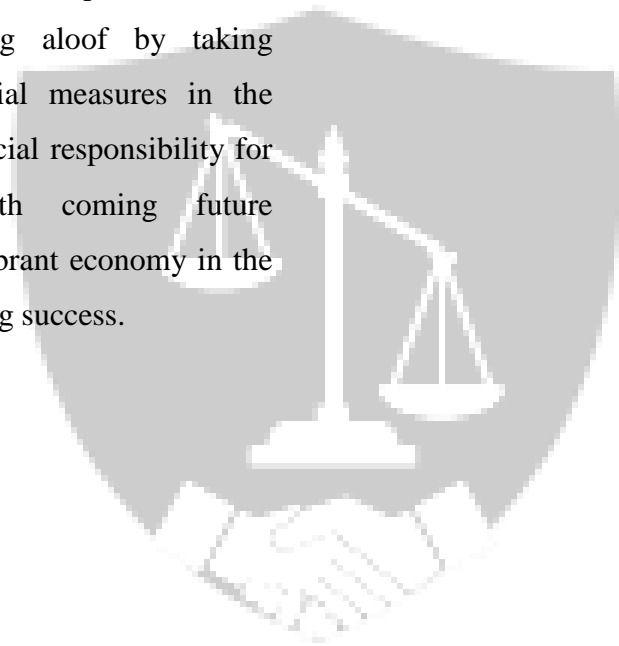 g aloof by taking
ial measures in the
cial responsibility for
th coming future
brant economy in the
g success.